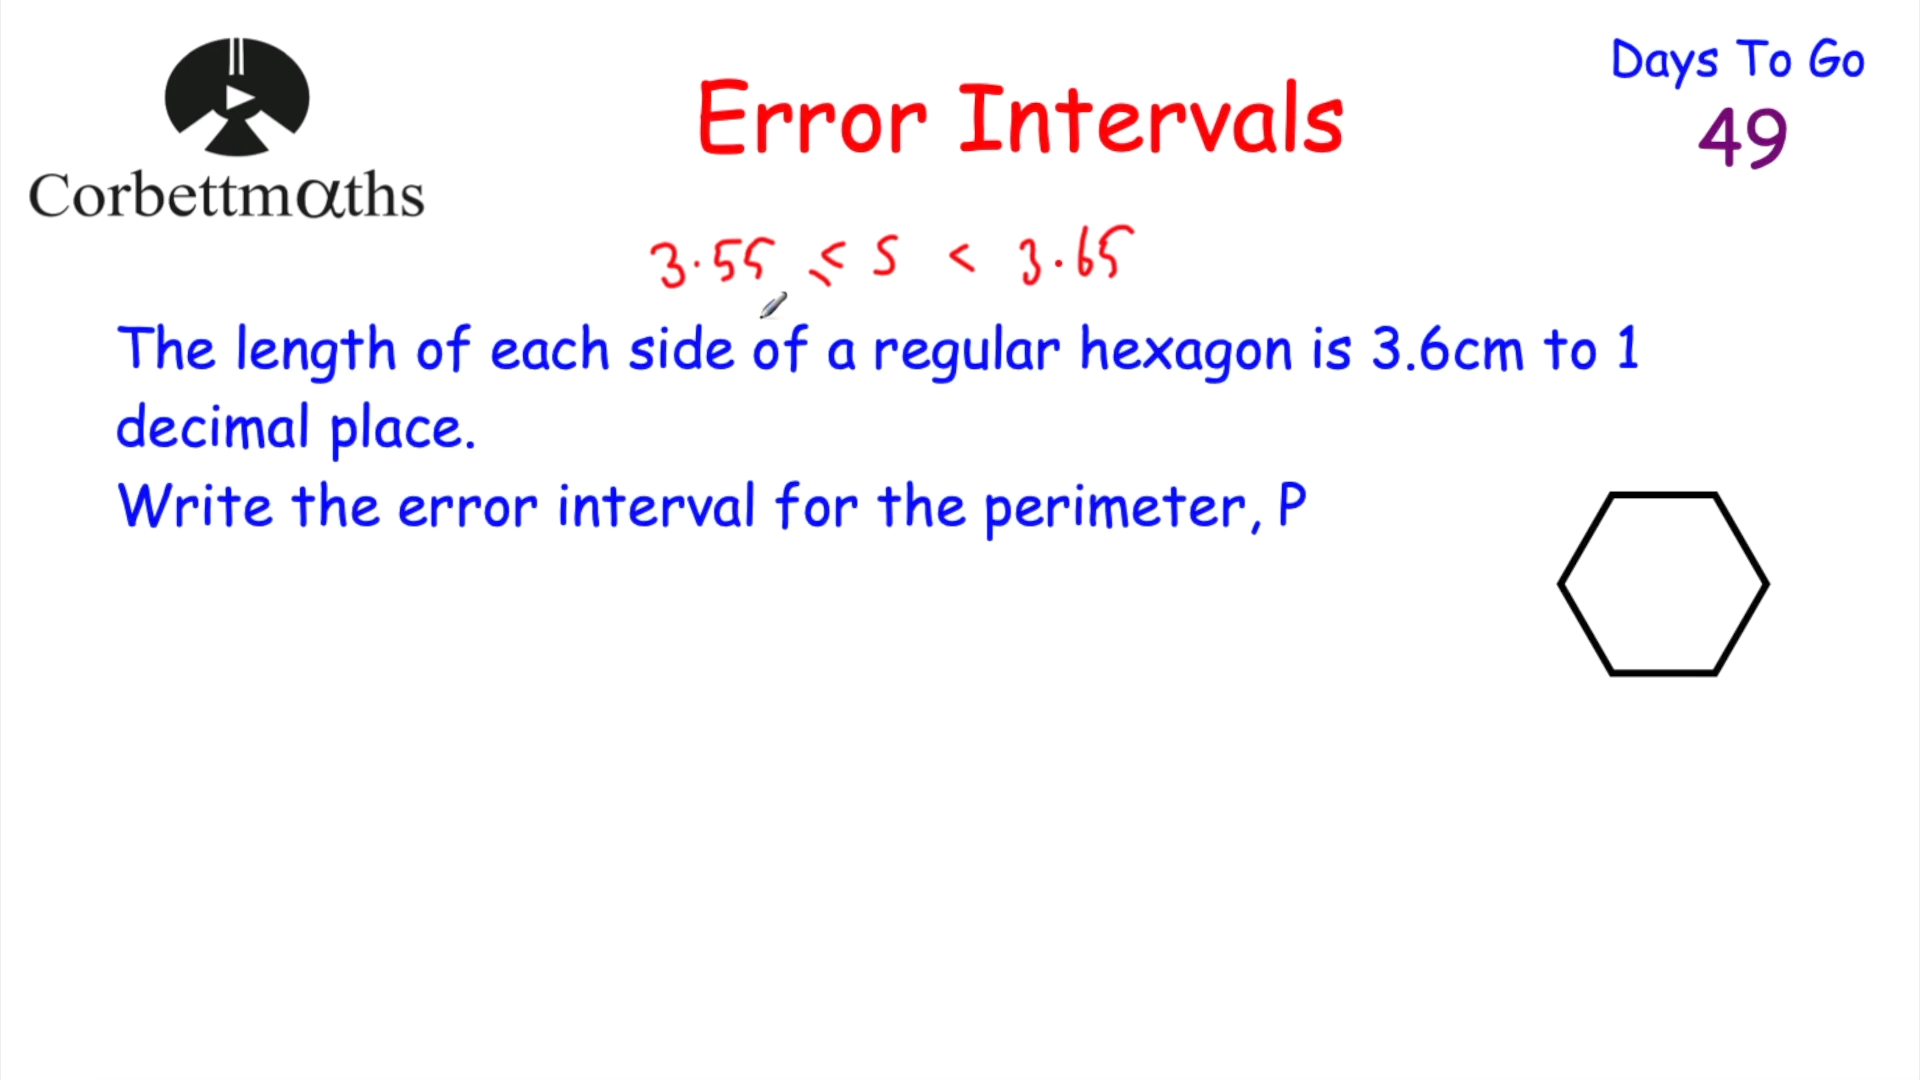 Corbettmαths
Error Intervals
Days To Go
49
3.55 ≤ s < 3.65
The length of each side of a regular hexagon is 3.6cm to 1
decimal place.
Write the error interval for the perimeter, P